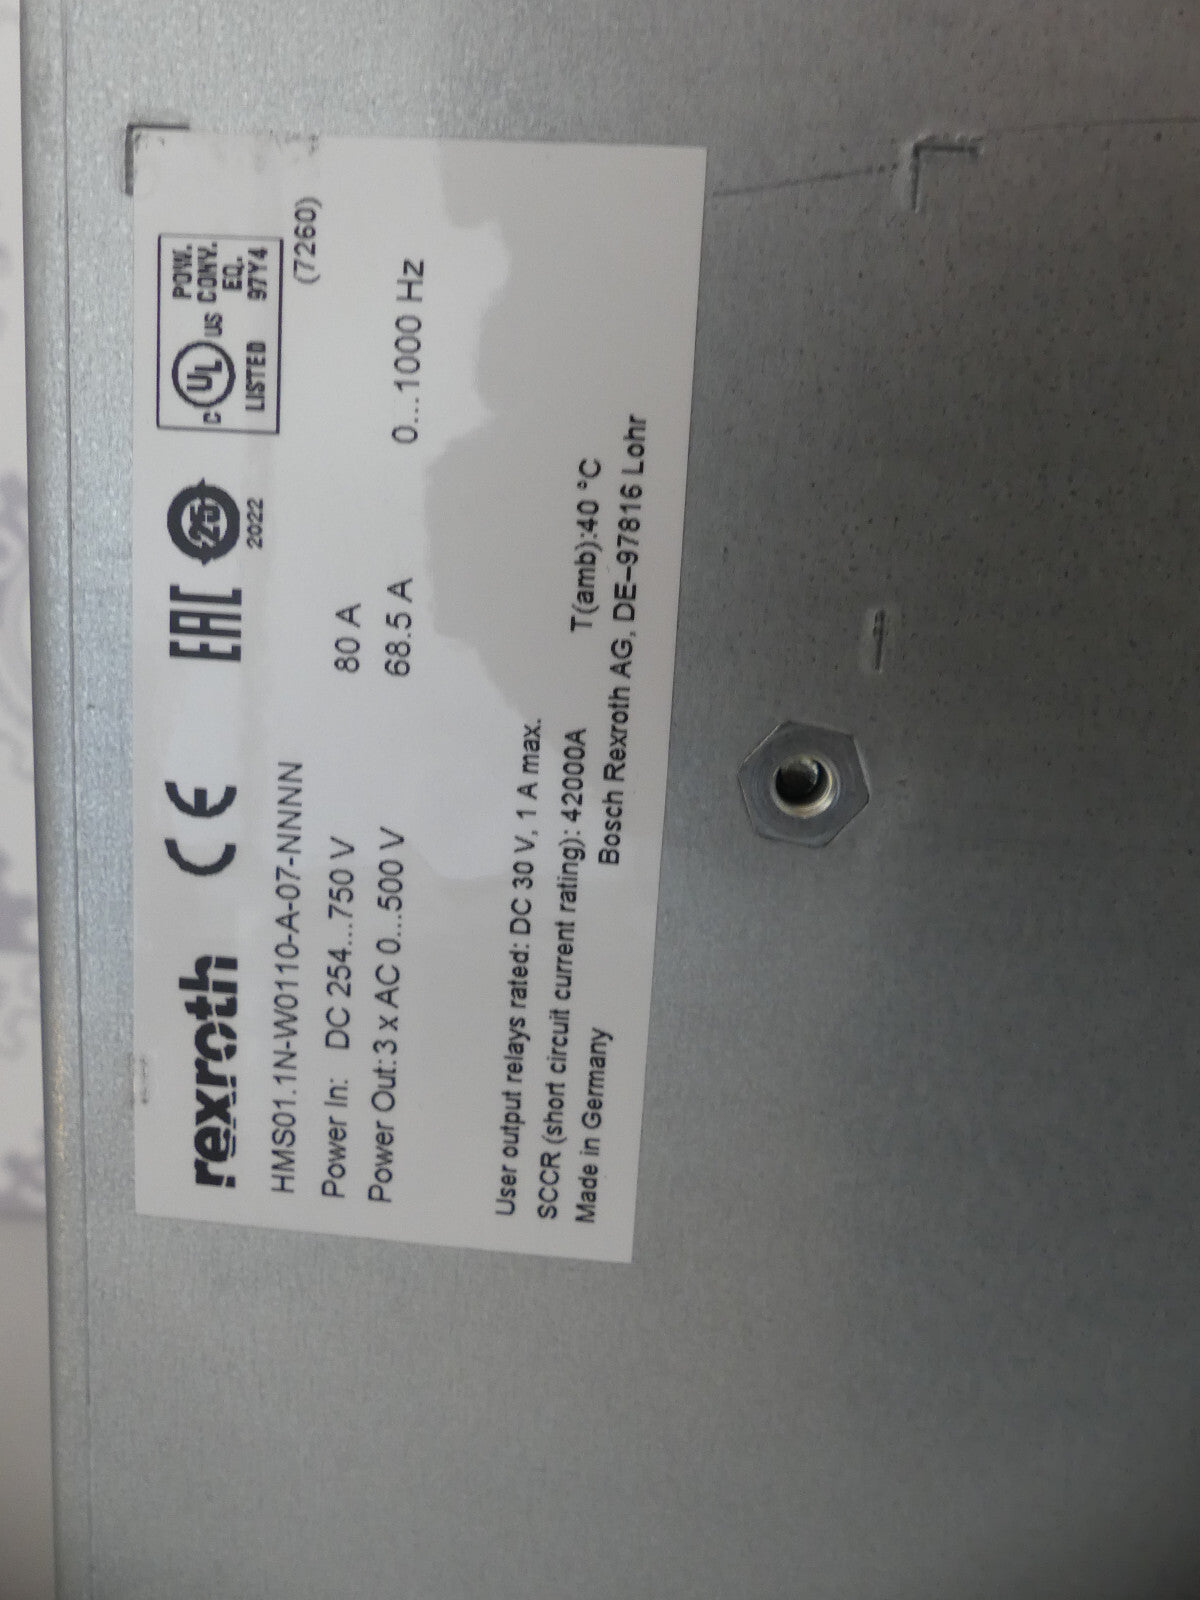 rexroth CE EAC 25 2022
C UL US LISTED POW. CONV. EQ. 97Y4
HMS01.1N-W0110-A-07-NNNN (7260)
Power In: DC 254...750 V 80 A
Power Out: 3 x AC 0...500 V 68.5 A 0...1000 Hz
User output relays rated: DC 30 V, 1 A max.
SCCR (short circuit current rating): 42000A T(amb):40 °C
Made in Germany Bosch Rexroth AG, DE-97816 Lohr